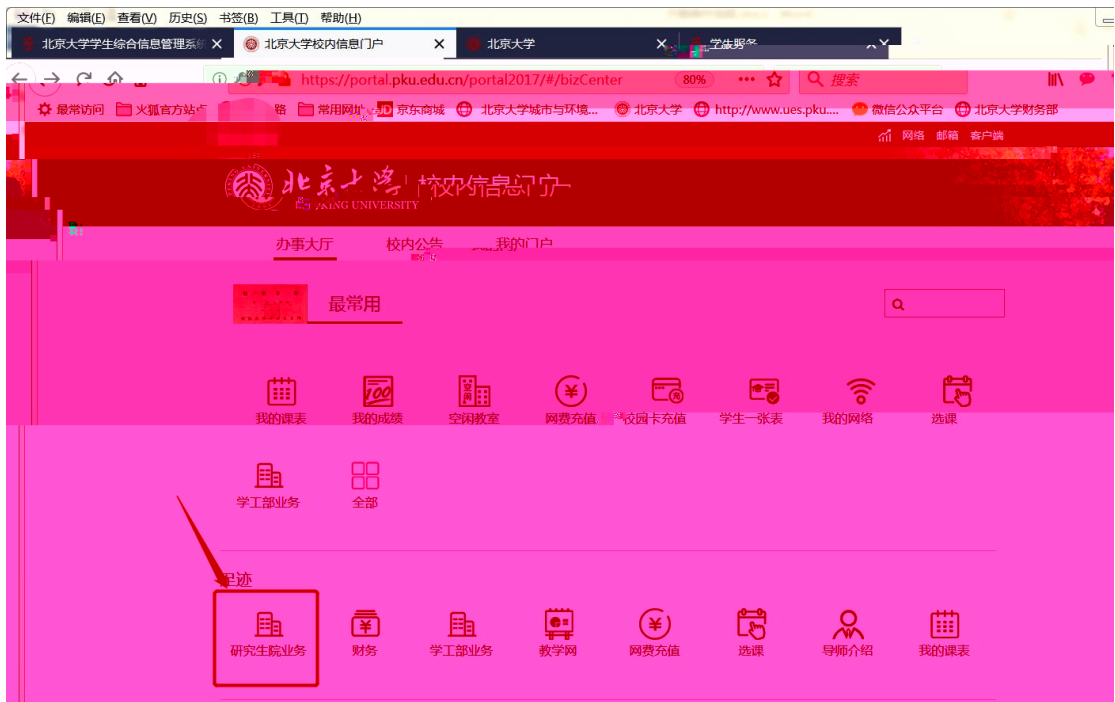 文件(F) 编辑(E) 查看(V) 历史(S) 书签(B) 工具(T) 帮助(H)
北京大学学生综合信息管理系统 北京大学校内信息门户 北京大学
https://portal.pku.edu.cn/portal2017/#/bizCenter 80% 搜索
最常访问 火狐官方站点 常用网址 JD 京东商城 北京大学城市与环境... 北京大学 http://www.ues.pku.... 微信公众平台 北京大学财务部
网络 邮箱 客户端
北京大学 校内信息门户
PEKING UNIVERSITY
办事大厅 校内公告 我的门户
最常用
我的课表 我的成绩 空闲教室 网费充值 校园卡充值 学生一张表 我的网络 选课
学工部业务 全部
足迹
研究生院业务 财务 学工部业务 教学网 网费充值 选课 导师介绍 我的课表